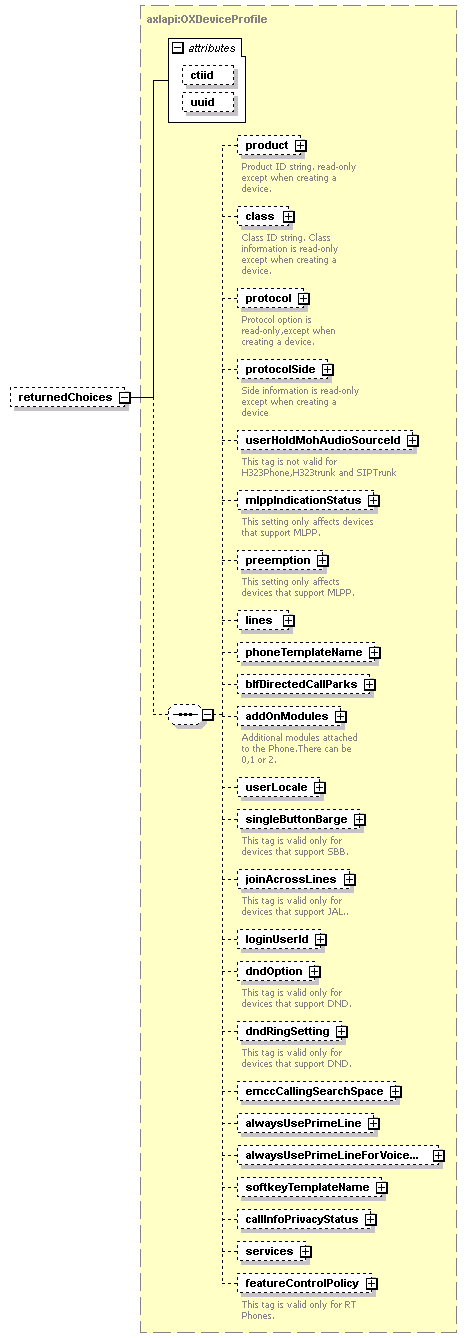 axlapi:OXDeviceProfile
attributes
ctiid
uuid
product
Product ID string. read-only
except when creating a
device.
class
Class ID string. Class
information is read-only
except when creating a
device.
protocol
Protocol option is
read-only,except when
creating a device.
protocolSide
Side information is read-only
except when creating a
device
returnedChoices
userHoldMohAudioSourceId
This tag is not valid for
H323Phone,H323trunk and SIPTrunk
mlppIndicationStatus
This setting only affects devices
that support MLPP.
preemption
This setting only affects
devices that support MLPP.
lines
phoneTemplateName
blfDirectedCallParks
addOnModules
Additional modules attached
to the Phone.There can be
0,1 or 2.
userLocale
singleButtonBarge
This tag is valid only for
devices that support SBB.
joinAcrossLines
This tag is valid only for
devices that support JAL..
loginUserId
dndOption
This tag is valid only for
devices that support DND.
dndRingSetting
This tag is valid only for
devices that support DND.
emccCallingSearchSpace
alwaysUsePrimeLine
alwaysUsePrimeLineForVoice...
softkeyTemplateName
callInfoPrivacyStatus
services
featureControlPolicy
This tag is valid only for RT
Phones.